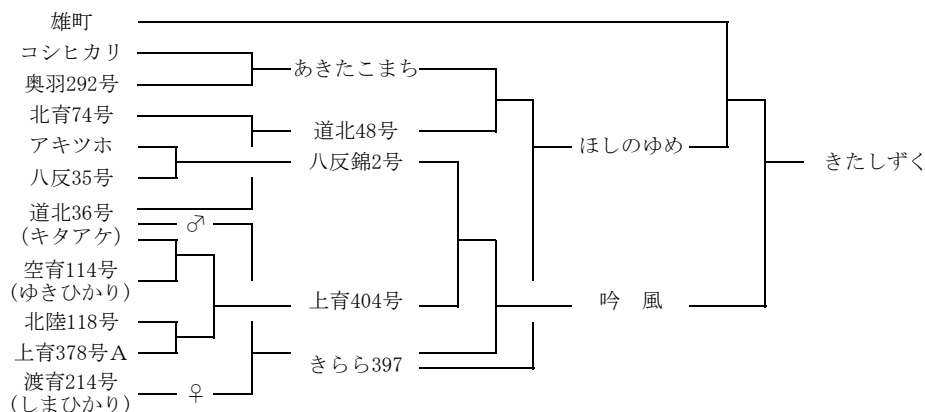 雄町
コシヒカリ
奥羽292号
北育74号
アキツホ
八反35号
道北36号
(キタアケ)
空育114号
(ゆきひかり)
北陸118号
上育378号A
渡育214号
(しまひかり)
♂
♀
あきたこまち
道北48号
八反錦2号
上育404号
きらら397
ほしのゆめ
吟 風
きたしずく